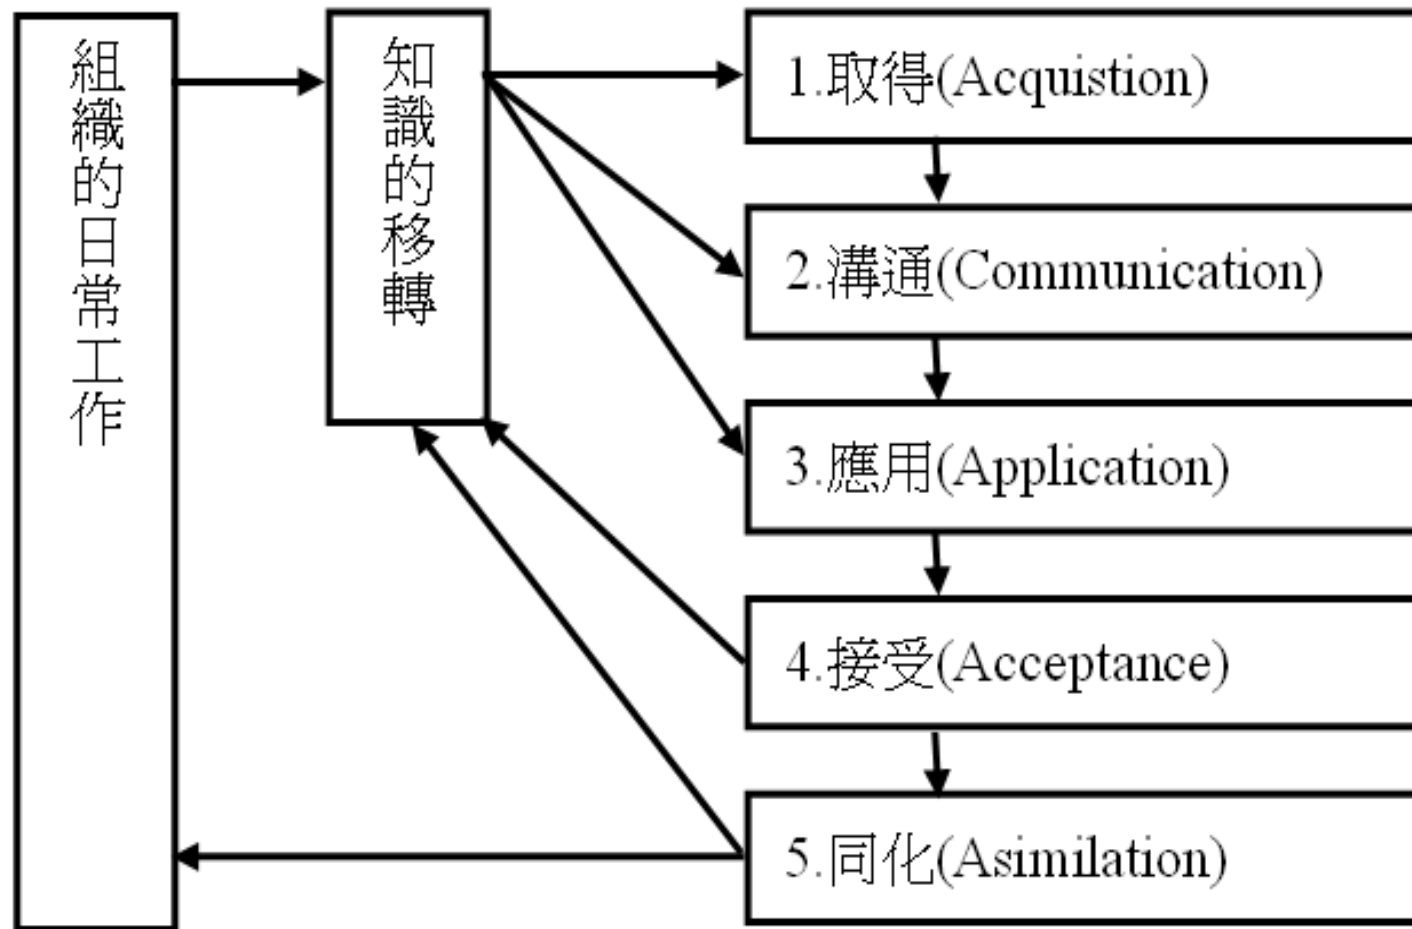 組織的日常工作
知識的移轉
1.取得(Acquistion)
2.溝通(Communication)
3.應用(Application)
4.接受(Acceptance)
5.同化(Asimilation)